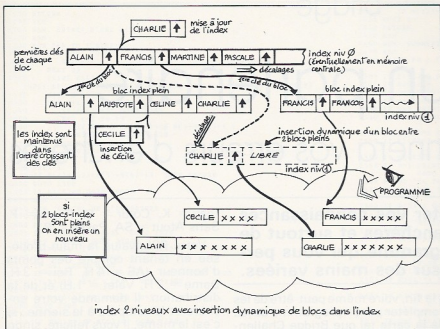 CHARLIE
mise à jour
de l'index
premières clés
de chaque
bloc
ALAIN FRANCIS MARTINE PASCALE
index niv Ø
(Éventuellement en mémoire
centrale)
décalages
1ère clé du bloc
1ère clé du bloc
bloc index plein
ALAIN ARISTOTE CELINE CHARLIE
bloc index plein
FRANCIS FRANCOIS
index niv 1
les index sont
maintenus
dans
l'ordre croissant
des clés
CECILE
insertion
de Cécile
décalage
insertion dynamique d'un bloc entre
2 blocs pleins
CHARLIE LIBRE
index niv 1
PROGRAMME
si
2 blocs-index
sont pleins
on en insère un
nouveau
CECILE xxxx
FRANCIS xxxxx
ALAIN xxxxxxx
CHARLIE xxxxxxx
index 2 niveaux avec insertion dynamique de blocs dans l'index